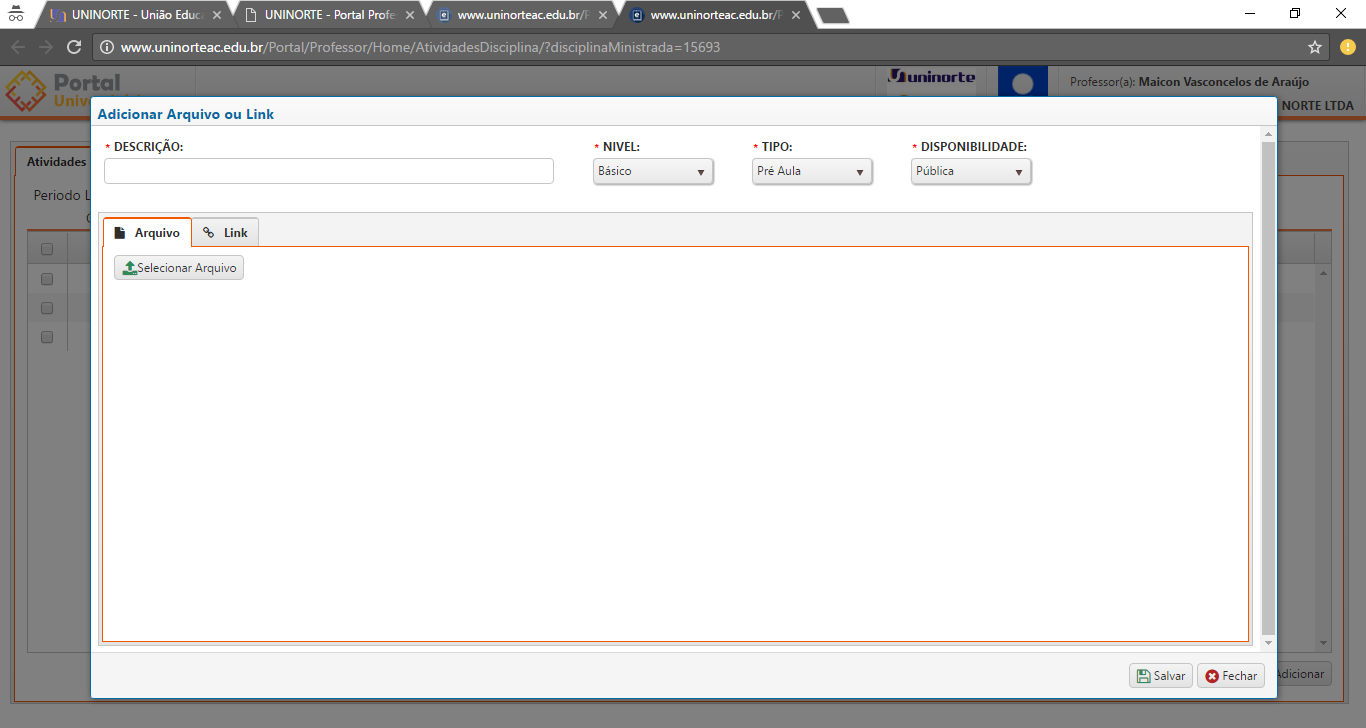 UNINORTE - União Educa
UNINORTE - Portal Profe
www.uninorteac.edu.br/P
www.uninorteac.edu.br/P
www.uninorteac.edu.br/Portal/Professor/Home/AtividadesDisciplina/?disciplinaMinistrada=15693
Portal
Univ
uninorte
Professor(a): Maicon Vasconcelos de Araújo
NORTE LTDA
Adicionar Arquivo ou Link
* DESCRIÇÃO:
* NIVEL:
* TIPO:
* DISPONIBILIDADE:
Básico
Pré Aula
Pública
Atividades
Periodo L
Arquivo
Link
Selecionar Arquivo
Salvar
Fechar
Adicionar